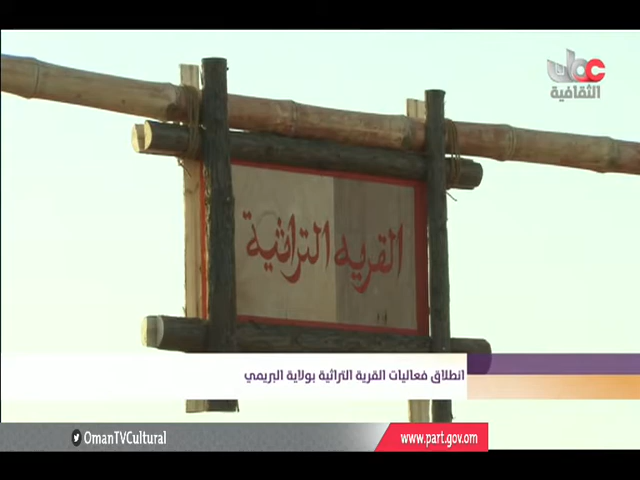 عمان
الثقافية
القريه التراثية
انطلاق فعاليات القرية التراثية بولاية البريمي
OmanTVCultural
www.part.gov.om